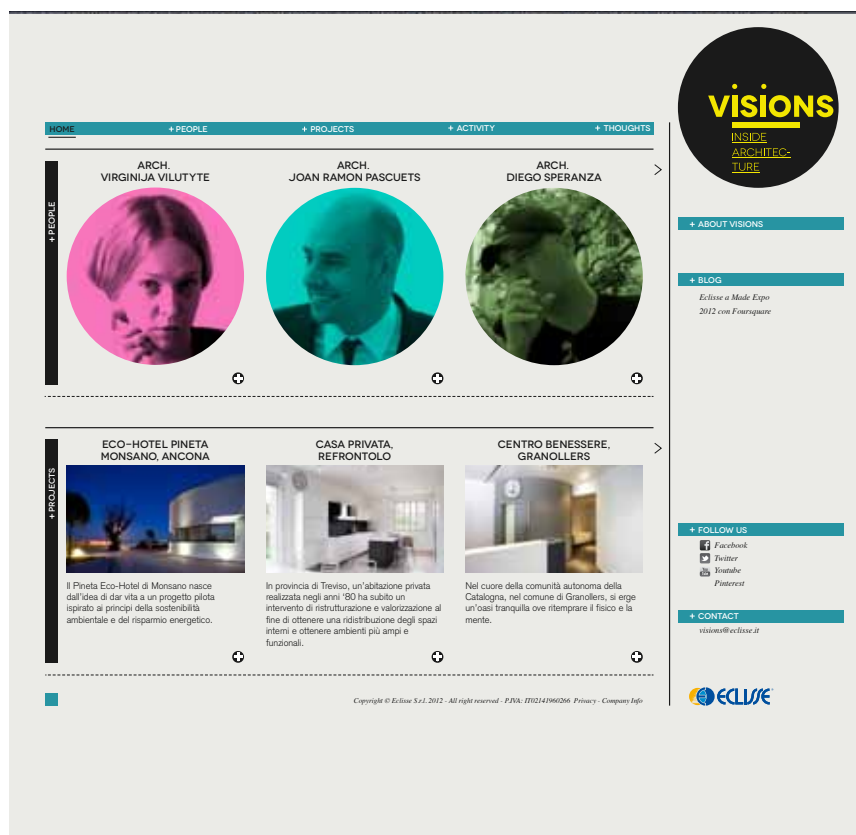 VISIONS
INSIDE
ARCHITEC-
TURE
HOME
+ PEOPLE
+ PROJECTS
+ ACTIVITY
+ THOUGHTS
+ PEOPLE
ARCH.
VIRGINIJA VILUTYTE
ARCH.
JOAN RAMON PASCUETS
ARCH.
DIEGO SPERANZA
+ PROJECTS
ECO-HOTEL PINETA
MONSANO, ANCONA
Il Pineta Eco-Hotel di Monsano nasce
dall'idea di dar vita a un progetto pilota
ispirato ai principi della sostenibilità
ambientale e del risparmio energetico.
CASA PRIVATA,
REFRONTOLO
In provincia di Treviso, un'abitazione privata
realizzata negli anni '80 ha subito un
intervento di ristrutturazione e valorizzazione al
fine di ottenere una ridistribuzione degli spazi
interni e ottenere ambienti più ampi e
funzionali.
CENTRO BENESSERE,
GRANOLLERS
Nel cuore della comunità autonoma della
Catalogna, nel comune di Granollers, si erge
un'oasi tranquilla ove ritemprare il fisico e la
mente.
+ ABOUT VISIONS
+ BLOG
Eclisse a Made Expo
2012 con Foursquare
+ FOLLOW US
Facebook
Twitter
Youtube
Pinterest
+ CONTACT
visions@eclisse.it
Copyright © Eclisse S.r.l. 2012 - All right reserved - P.IVA: IT02141960266 Privacy - Company Info
ECLISSE